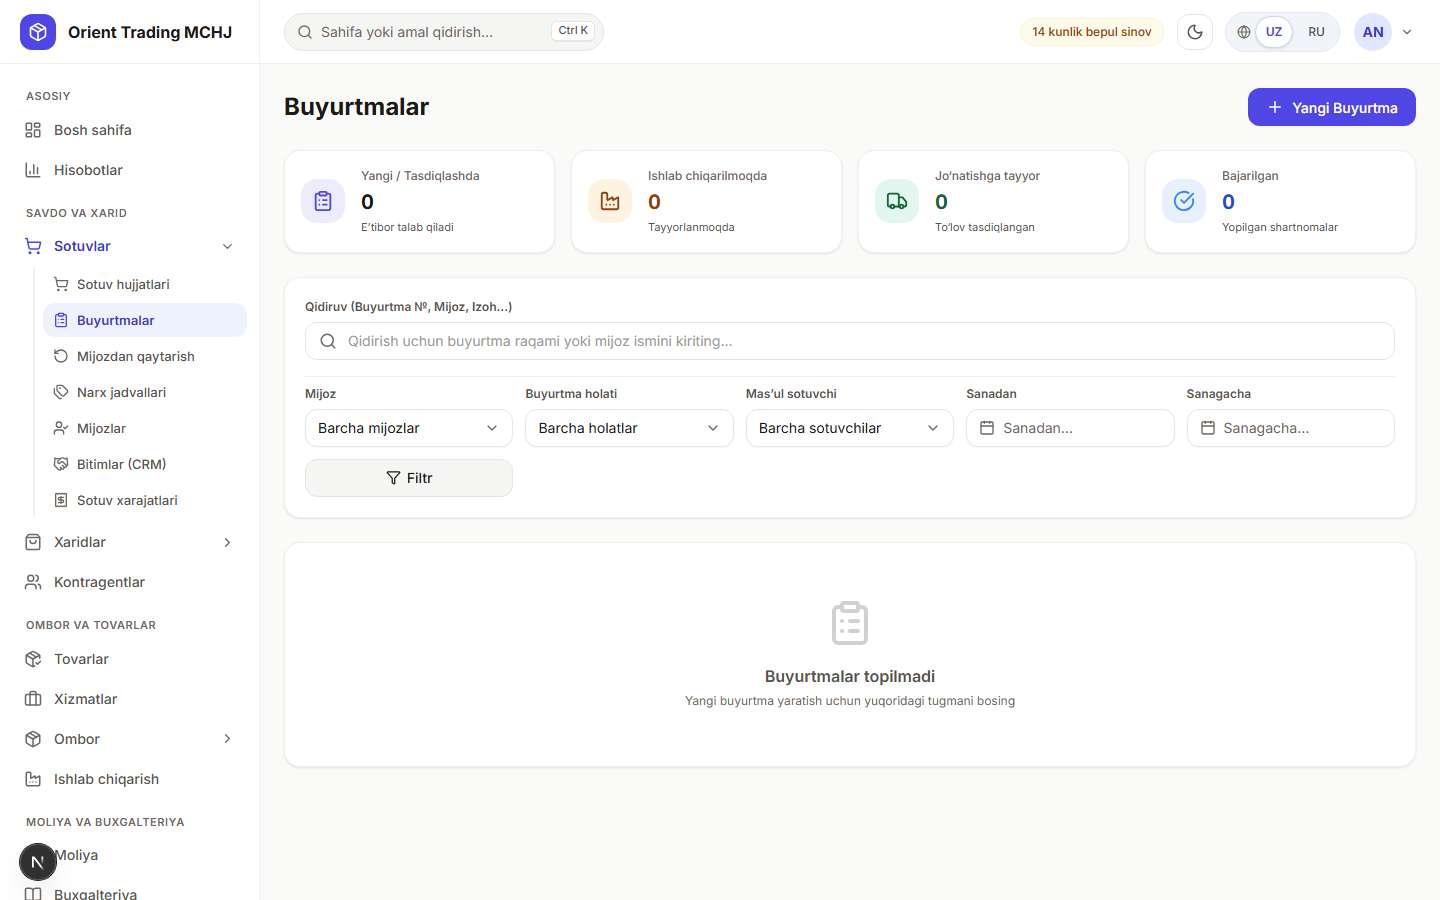 Orient Trading MCHJ
Sahifa yoki amal qidirish...
Ctrl K
14 kunlik bepul sinov
UZ
RU
AN
ASOSIY
Bosh sahifa
Hisobotlar
SAVDO VA XARID
Sotuvlar
Sotuv hujjatlari
Buyurtmalar
Mijozdan qaytarish
Narx jadvallari
Mijozlar
Bitimlar (CRM)
Sotuv xarajatlari
Xaridlar
Kontragentlar
OMBOR VA TOVARLAR
Tovarlar
Xizmatlar
Ombor
Ishlab chiqarish
MOLIYA VA BUXGALTERIYA
Moliya
Buxgalteriya
N
Buyurtmalar
Yangi Buyurtma
Yangi / Tasdiqlashda
0
E'tibor talab qiladi
Ishlab chiqarilmoqda
0
Tayyorlanmoqda
Jo'natishga tayyor
0
To'lov tasdiqlangan
Bajarilgan
0
Yopilgan shartnomalar
Qidiruv (Buyurtma №, Mijoz, Izoh...)
Qidirish uchun buyurtma raqami yoki mijoz ismini kiriting...
Mijoz
Buyurtma holati
Mas'ul sotuvchi
Sanadan
Sanagacha
Barcha mijozlar
Barcha holatlar
Barcha sotuvchilar
Sanadan...
Sanagacha...
Filtr
Buyurtmalar topilmadi
Yangi buyurtma yaratish uchun yuqoridagi tugmani bosing